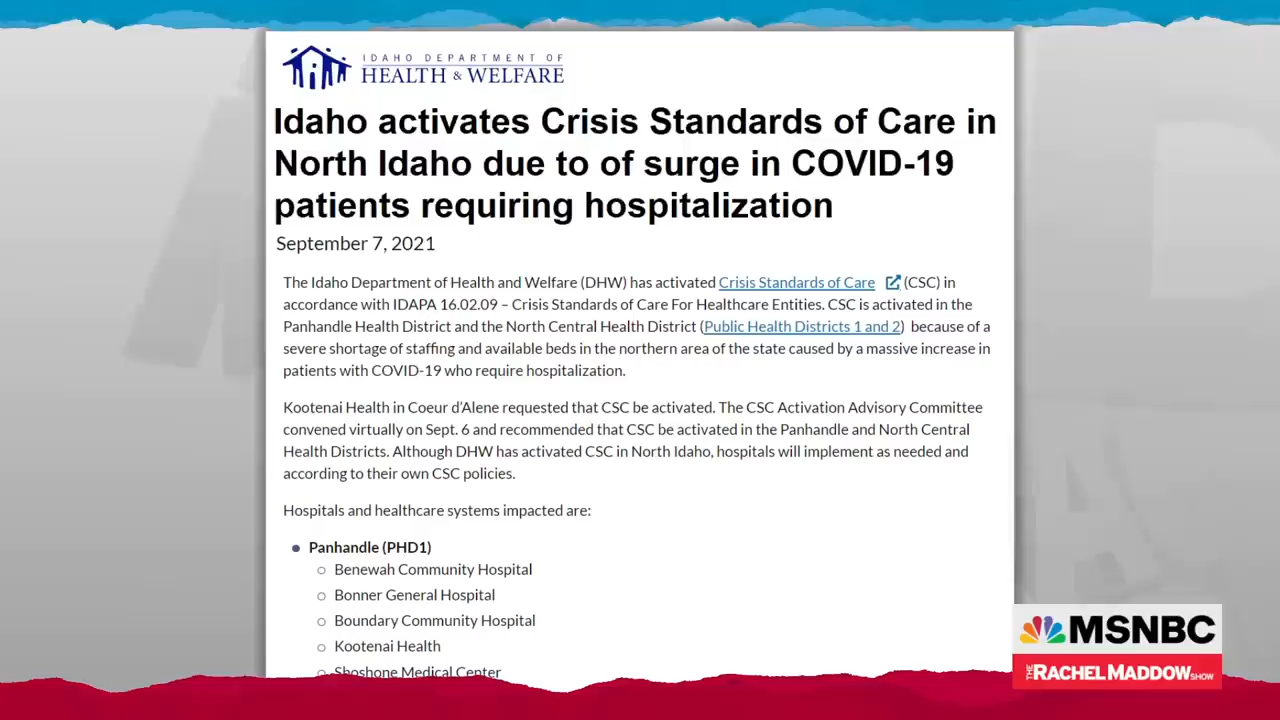 IDAHO DEPARTMENT OF
HEALTH & WELFARE
Idaho activates Crisis Standards of Care in
North Idaho due to of surge in COVID-19
patients requiring hospitalization
September 7, 2021
The Idaho Department of Health and Welfare (DHW) has activated Crisis Standards of Care (CSC) in
accordance with IDAPA 16.02.09 – Crisis Standards of Care For Healthcare Entities. CSC is activated in the
Panhandle Health District and the North Central Health District (Public Health Districts 1 and 2) because of a
severe shortage of staffing and available beds in the northern area of the state caused by a massive increase in
patients with COVID-19 who require hospitalization.
Kootenai Health in Coeur d’Alene requested that CSC be activated. The CSC Activation Advisory Committee
convened virtually on Sept. 6 and recommended that CSC be activated in the Panhandle and North Central
Health Districts. Although DHW has activated CSC in North Idaho, hospitals will implement as needed and
according to their own CSC policies.
Hospitals and healthcare systems impacted are:
Panhandle (PHD1)
Benewah Community Hospital
Bonner General Hospital
Boundary Community Hospital
Kootenai Health
Shoshone Medical Center
MSNBC
THE RACHEL MADDOW SHOW